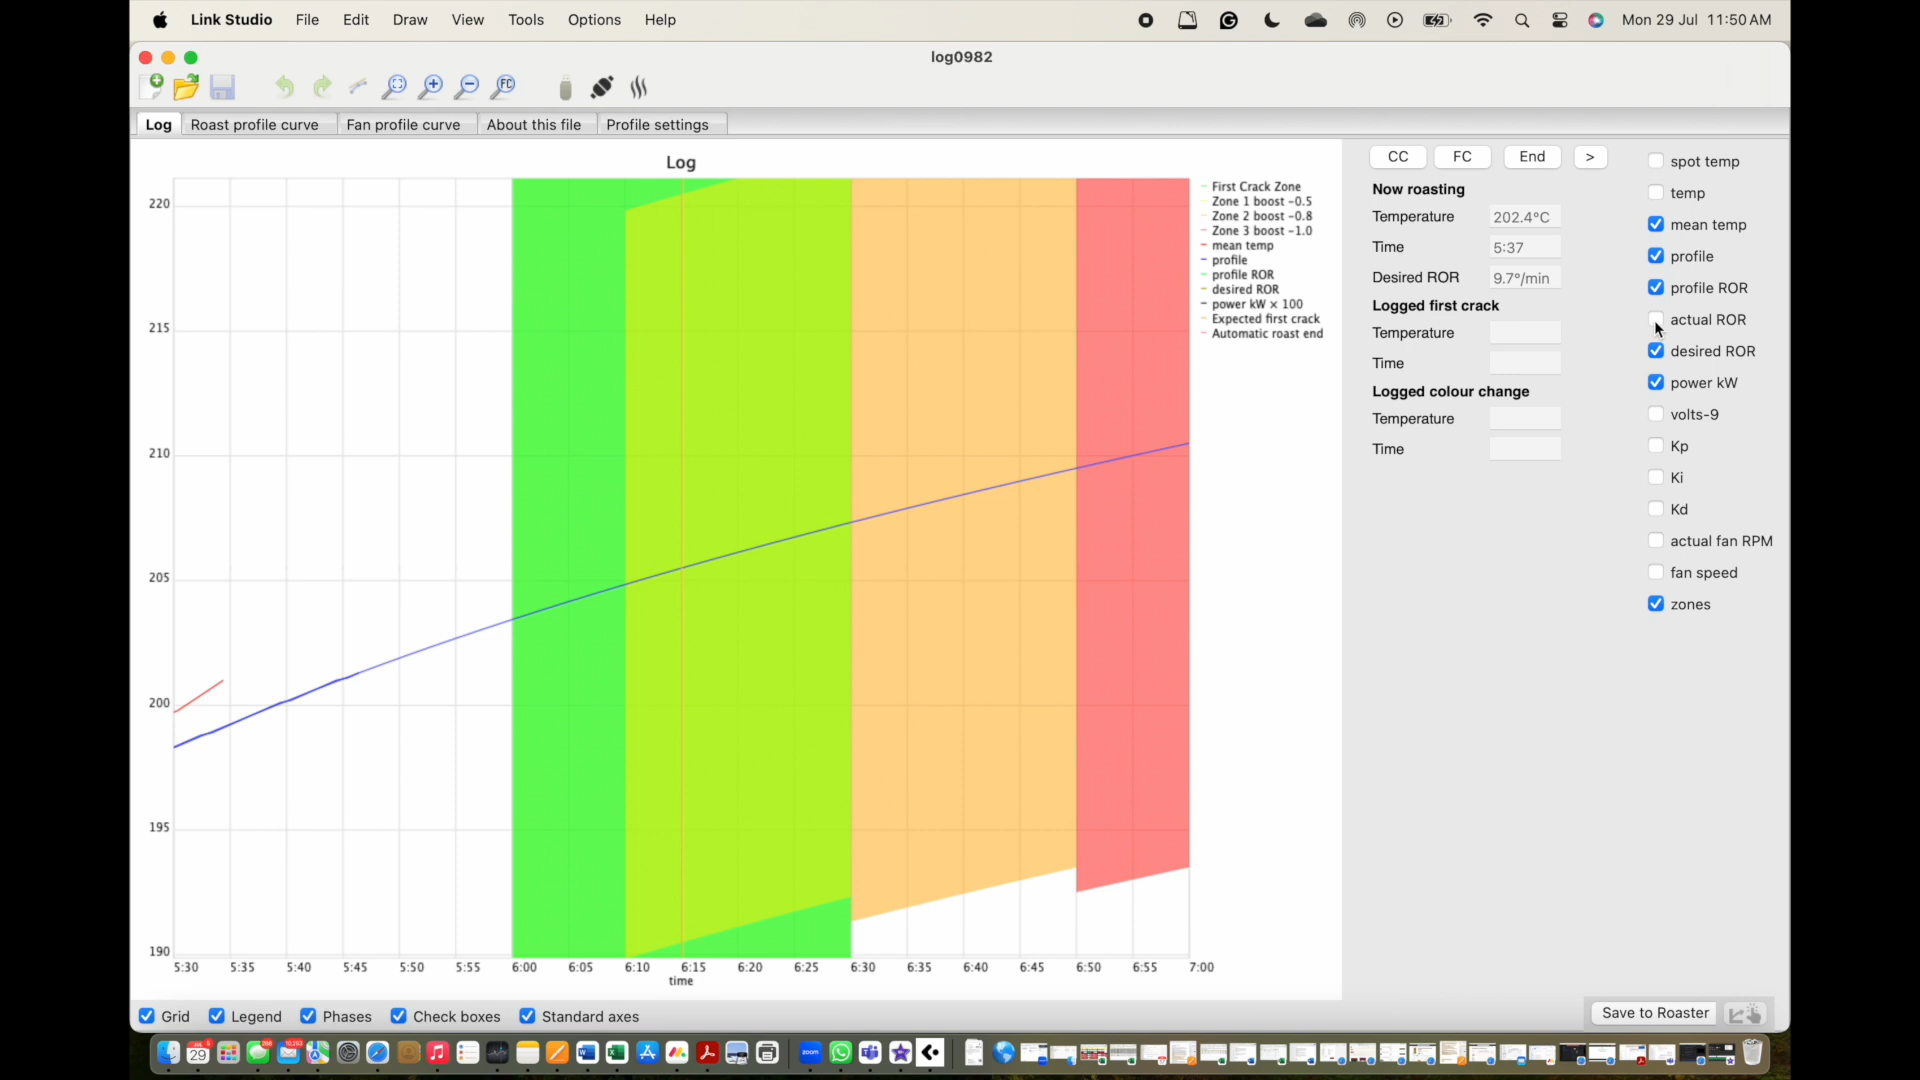 Link Studio File Edit Draw View Tools Options Help Mon 29 Jul 11:50 AM
log0982
FC
Log Roast profile curve Fan profile curve About this file Profile settings
Log
220
215
210
205
200
195
190
5:30 5:35 5:40 5:45 5:50 5:55 6:00 6:05 6:10 6:15 6:20 6:25 6:30 6:35 6:40 6:45 6:50 6:55 7:00
time
First Crack Zone
Zone 1 boost -0.5
Zone 2 boost -0.8
Zone 3 boost -1.0
mean temp
profile
profile ROR
desired ROR
power kW × 100
Expected first crack
Automatic roast end
CC FC End >
Now roasting
Temperature 202.4°C
Time 5:37
Desired ROR 9.7°/min
Logged first crack
Temperature
Time
Logged colour change
Temperature
Time
spot temp
temp
mean temp
profile
profile ROR
actual ROR
desired ROR
power kW
volts-9
Kp
Ki
Kd
actual fan RPM
fan speed
zones
Grid Legend Phases Check boxes Standard axes
Save to Roaster
JUL
29
zoom